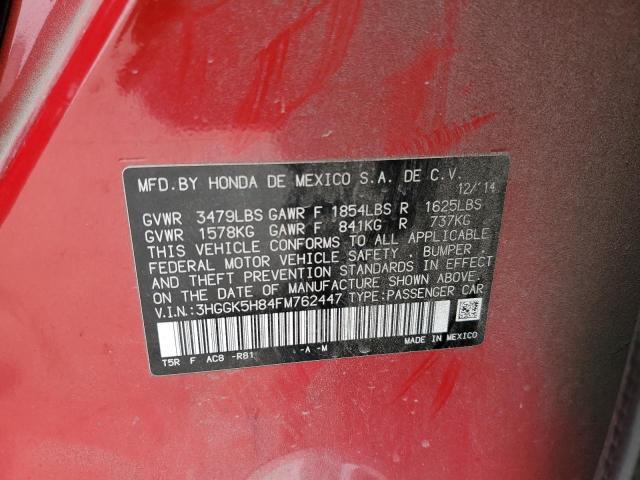 MFD.BY HONDA DE MEXICO S.A. DE C.V.
12/'14
GVWR 3479LBS GAWR F 1854LBS R 1625LBS
GVWR 1578KG GAWR F 841KG R 737KG
THIS VEHICLE CONFORMS TO ALL APPLICABLE
FEDERAL MOTOR VEHICLE SAFETY, BUMPER,
AND THEFT PREVENTION STANDARDS IN EFFECT
ON THE DATE OF MANUFACTURE SHOWN ABOVE.
V.I.N.:3HGGK5H84FM762447 TYPE:PASSENGER CAR
T5R F AC8 -R81 -A -M MADE IN MEXICO